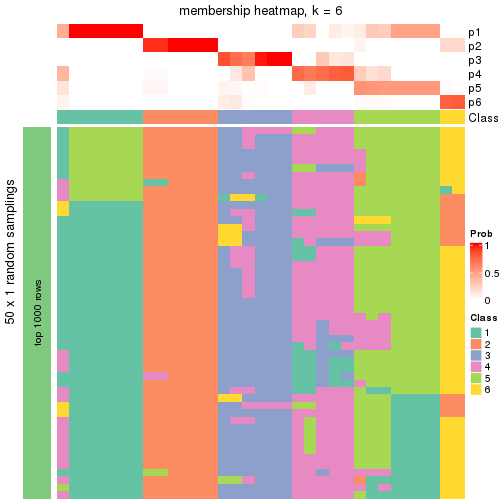 membership heatmap, k = 6
p1
p2
p3
p4
p5
p6
Class
50 x 1 random samplings
top 1000 rows
Prob
1
0.5
0
Class
1
2
3
4
5
6